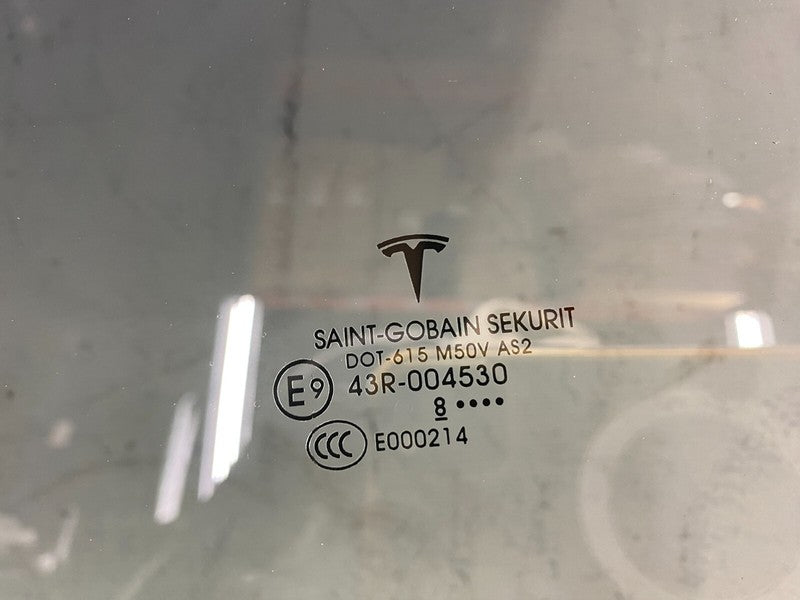 SAINT-GOBAIN SEKURIT
DOT-615 M50V AS2
E9 43R-004530
8 ••••
CCC E000214